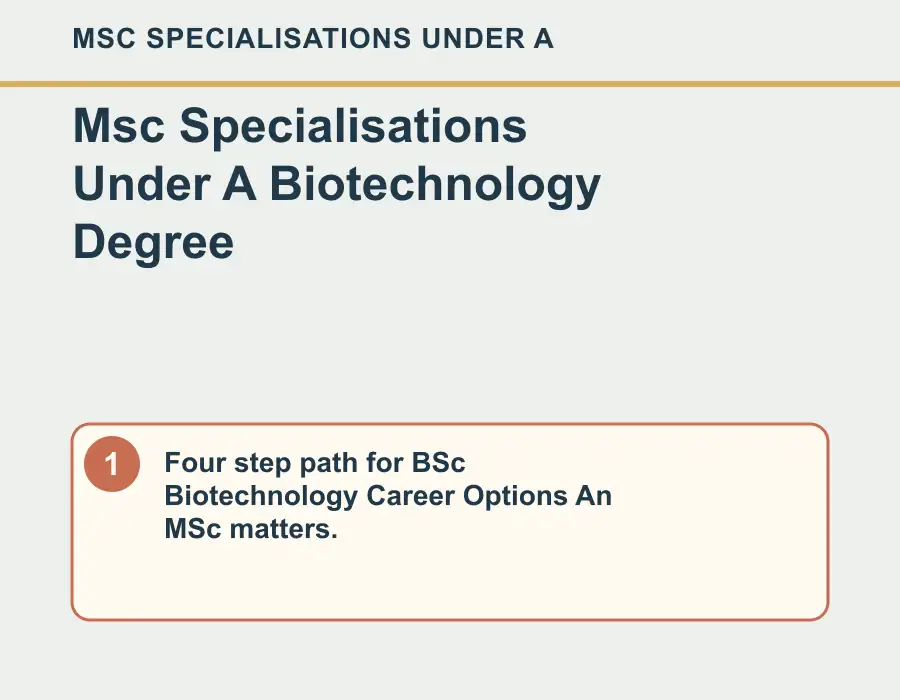 MSC SPECIALISATIONS UNDER A
Msc Specialisations
Under A Biotechnology
Degree
1
Four step path for BSc
Biotechnology Career Options An
MSc matters.